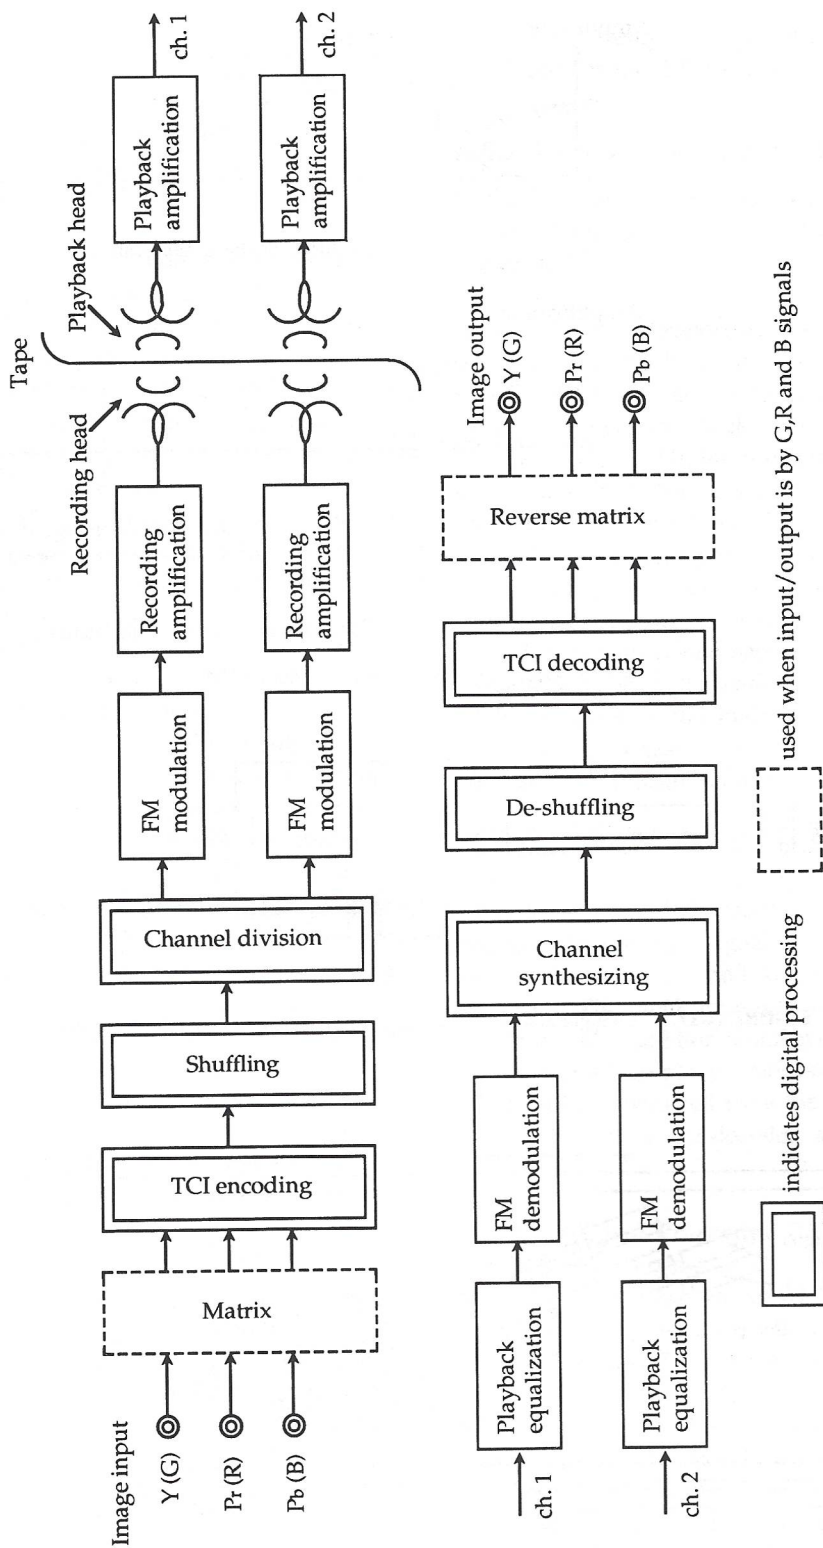 Image input
Y (G)
Pr (R)
Pb (B)
Matrix
TCI encoding
Shuffling
Channel division
FM
modulation
FM
modulation
Recording
amplification
Recording
amplification
Recording head
Tape
Playback head
Playback
amplification
Playback
amplification
ch. 1
ch. 2
ch. 1
ch. 2
Playback
equalization
Playback
equalization
FM
demodulation
FM
demodulation
Channel
synthesizing
De-shuffling
TCI decoding
Reverse matrix
Image output
Y (G)
Pr (R)
Pb (B)
indicates digital processing
used when input/output is by G,R and B signals